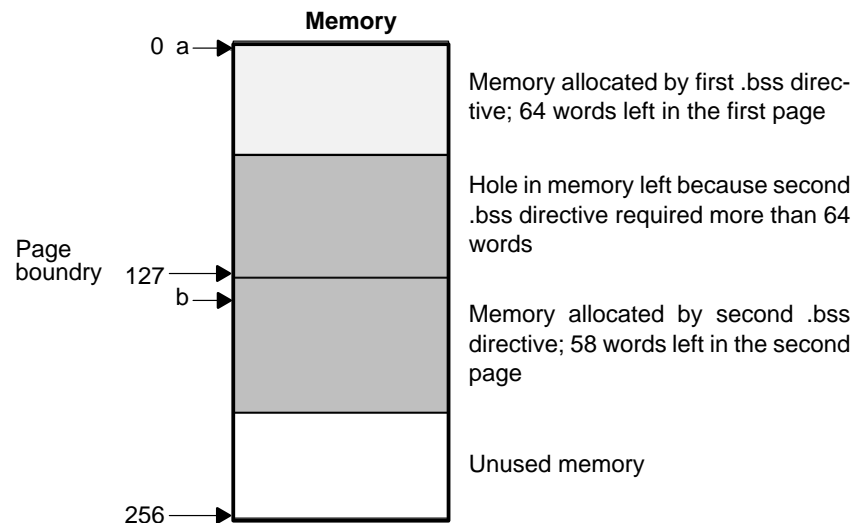 Memory
0 a
Memory allocated by first .bss direc-
tive; 64 words left in the first page
Hole in memory left because second
.bss directive required more than 64
words
Page
boundry
127
b
Memory allocated by second .bss
directive; 58 words left in the second
page
Unused memory
256